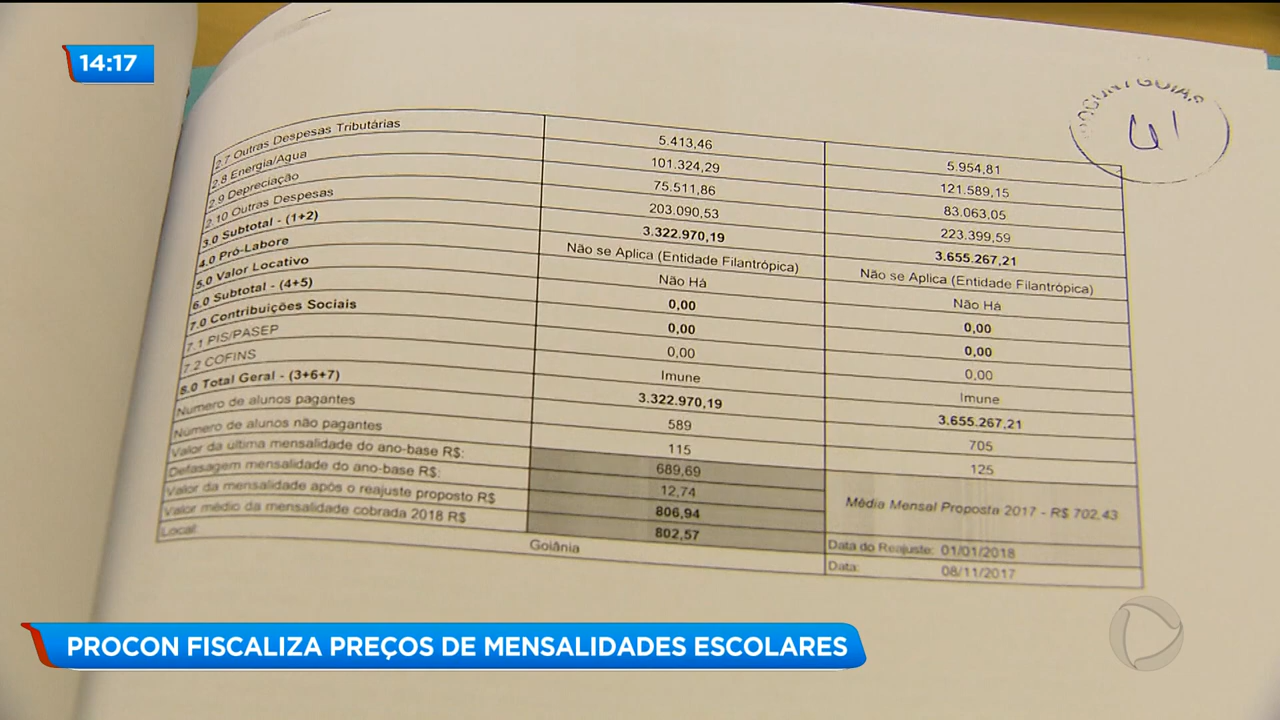 14:17
PROCON/GOIÁS
2.7 Outras Despesas Tributárias 5.413,46 5.954,81
2.8 Energia/Agua 101.324,29 121.589,15
2.9 Depreciação 75.511,86 83.063,05
2.10 Outras Despesas 203.090,53 223.399,59
3.0 Subtotal - (1+2) 3.322.970,19 3.655.267,21
4.0 Pró-Labore Não se Aplica (Entidade Filantrópica) Não se Aplica (Entidade Filantrópica)
5.0 Valor Locativo Não Há Não Há
6.0 Subtotal - (4+5) 0,00 0,00
7.0 Contribuições Sociais 0,00 0,00
7.1 PIS/PASEP 0,00 0,00
7.2 COFINS Imune Imune
8.0 Total Geral - (3+6+7) 3.322.970,19 3.655.267,21
Numero de alunos pagantes 589 705
Número de alunos não pagantes 115 125
Valor da última mensalidade do ano-base R$: 689,69
Defasagem mensalidade do ano-base R$: 12,74
Média Mensal Proposta 2017 - R$ 702,43
Valor da mensalidade após o reajuste proposto R$ 806,94
Valor médio da mensalidade cobrada 2018 R$ 802,57 Data do Reajuste: 01/01/2018
Local: Goiânia Data: 08/11/2017
PROCON FISCALIZA PREÇOS DE MENSALIDADES ESCOLARES